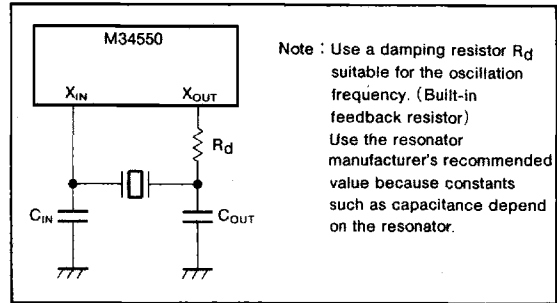 M34550
XIN
XOUT
Rd
CIN
COUT
Note : Use a damping resistor Rd
suitable for the oscillation
frequency. (Built-in
feedback resistor)
Use the resonator
manufacturer's recommended
value because constants
such as capacitance depend
on the resonator.